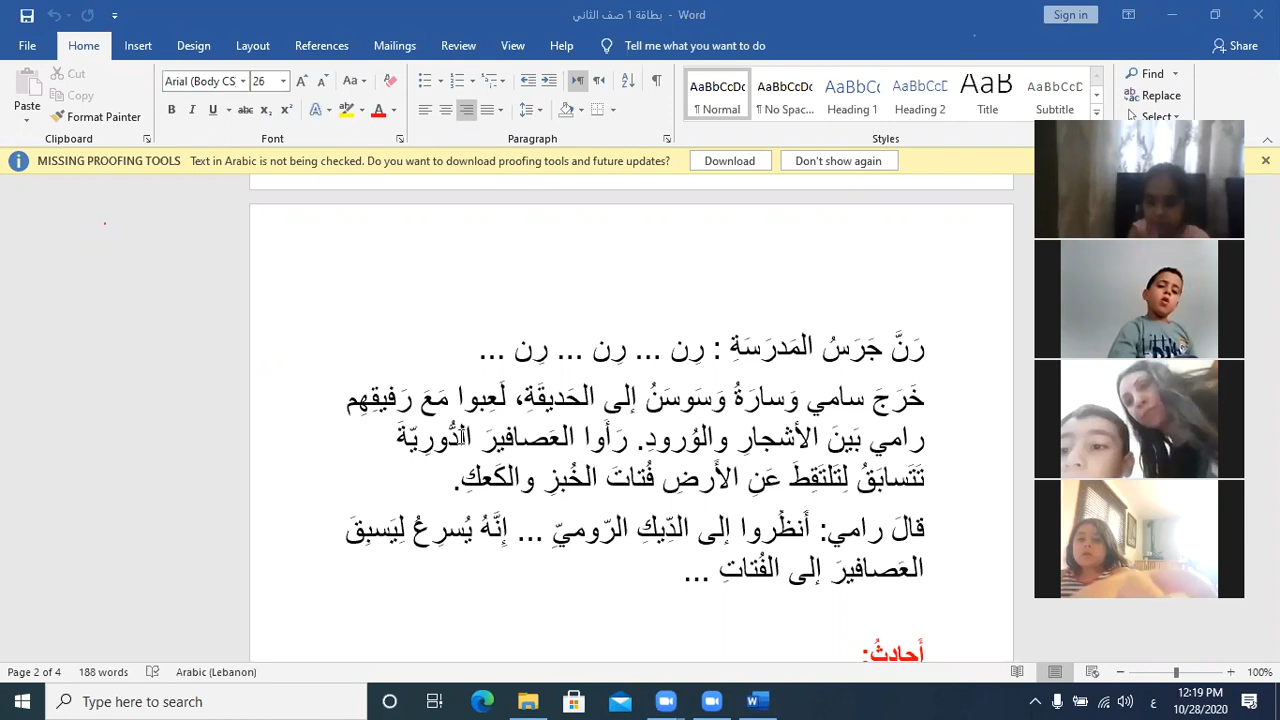 بطاقة 1 صف الثاني - Word
Sign in
File Home Insert Design Layout References Mailings Review View Help Tell me what you want to do Share
Paste
Cut
Copy
Format Painter
Clipboard
Arial (Body CS 26
Font
Paragraph
AaBbCcDc AaBbCcDc AaBbCc AaBbCcC AaB AaBbCcDc
¶ Normal ¶ No Spac... Heading 1 Heading 2 Title Subtitle
Styles
Find
Replace
Select
MISSING PROOFING TOOLS Text in Arabic is not being checked. Do you want to download proofing tools and future updates? Download Don't show again
رَنَّ جَرَسُ المَدرَسَةِ : رِن ... رِن ... رِن ...
خَرَجَ سامي وَسارَةُ وَسَوسَنُ إلى الحَديقَةِ، لَعِبوا مَعَ رَفيقِهِم
رامي بَينَ الأشجارِ والوُرودِ. رَأَوا العَصافيرَ الدُّورِيّةَ
تَتَسابَقُ لِتَلتَقِطَ عَنِ الأَرضِ فُتاتَ الخُبزِ والكَعكِ.
قالَ رامي: أَنظُروا إلى الدِّيكِ الرّوميّ ... إنَّهُ يُسرِعُ لِيَسبِقَ
العَصافيرَ إلى الفُتاتِ ...
أَحادِثُ:
Page 2 of 4 188 words Arabic (Lebanon) 100%
Type here to search
ع
12:19 PM
10/28/2020